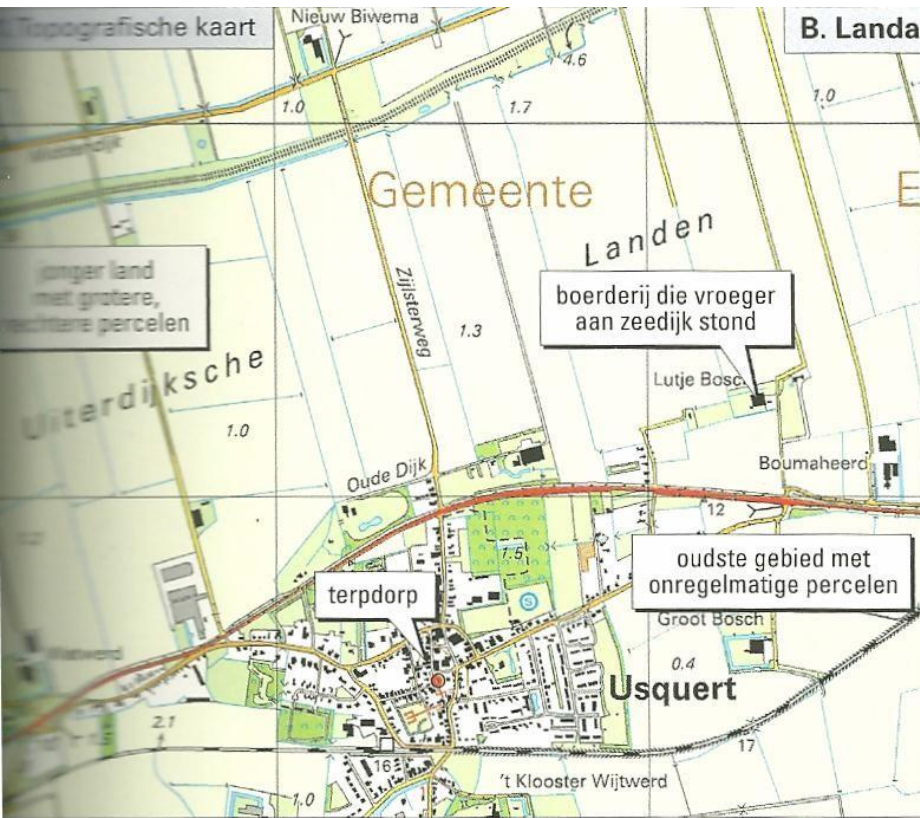 Topografische kaart
Nieuw Biwema
B. Landa
4.6
1.0
1.7
1.0
Middendijk
Gemeente
E
Landen
jonger land
met grotere,
rechtere percelen
Zijlsterweg
boerderij die vroeger
aan zeedijk stond
1.3
Lutje Bosch
Uiterdijksche
1.0
Boumaheerd
Oude Dijk
12
1.5
oudste gebied met
onregelmatige percelen
terpdorp
S
Groot Bosch
0.4
Usquert
2.1
17
16
't Klooster Wijtwerd
1.0